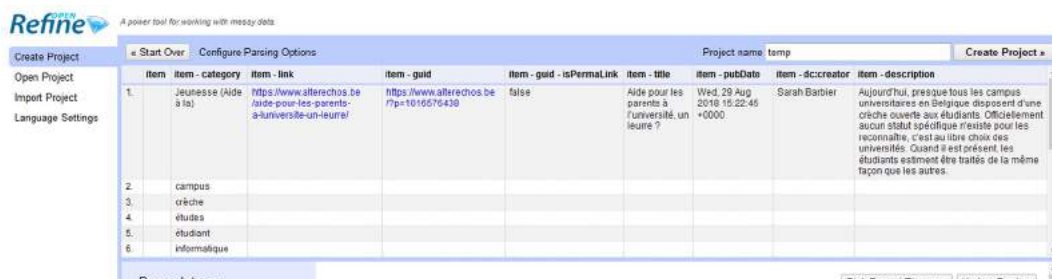 OPEN
Refine A power tool for working with messy data.
Create Project
Open Project
Import Project
Language Settings
« Start Over Configure Parsing Options Project name temp Create Project »
item item - category item - link item - guid item - guid - isPermaLink item - title item - pubDate item - dc:creator item - description
1. Jeunesse (Aide à la) https://www.alterechos.be/aide-pour-les-parents-a-luniversite-un-leurre/ https://www.alterechos.be/?p=1016576438 false Aide pour les parents à l'université, un leurre ? Wed, 29 Aug 2018 15:22:45 +0000 Sarah Barbier Aujourd'hui, presque tous les campus universitaires en Belgique disposent d'une crèche ouverte aux étudiants. Officiellement aucun statut spécifique n'existe pour les reconnaître, c'est au libre choix des universités. Quand il est présent, les étudiants estiment être traités de la même façon que les autres.
2. campus
3. crèche
4. études
5. étudiant
6. informatique